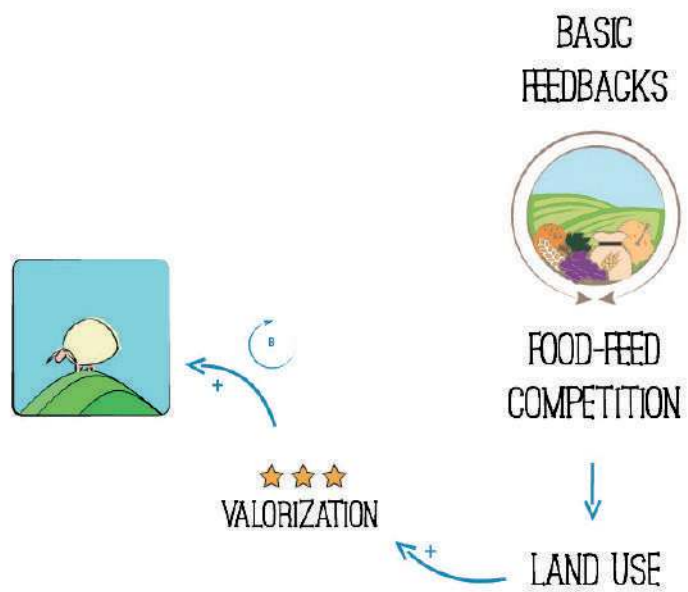 BASIC
FEEDBACKS
B
+
FOOD-FEED
COMPETITION
VALORIZATION
+
LAND USE